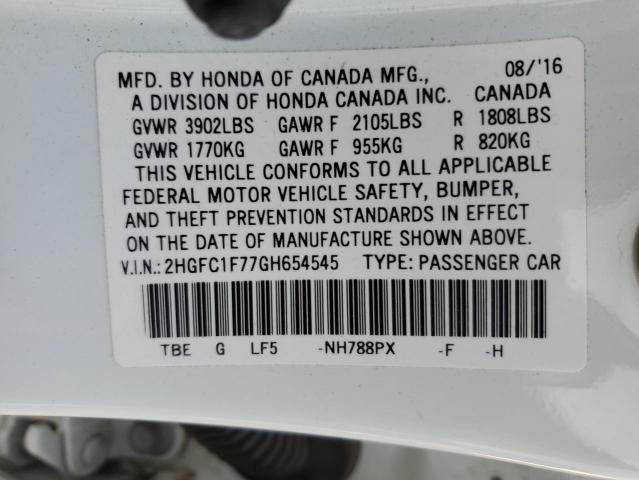 MFD. BY HONDA OF CANADA MFG., 08/'16
A DIVISION OF HONDA CANADA INC. CANADA
GVWR 3902LBS GAWR F 2105LBS R 1808LBS
GVWR 1770KG GAWR F 955KG R 820KG
THIS VEHICLE CONFORMS TO ALL APPLICABLE
FEDERAL MOTOR VEHICLE SAFETY, BUMPER,
AND THEFT PREVENTION STANDARDS IN EFFECT
ON THE DATE OF MANUFACTURE SHOWN ABOVE.
V.I.N.: 2HGFC1F77GH654545 TYPE: PASSENGER CAR
TBE G LF5 -NH788PX -F -H